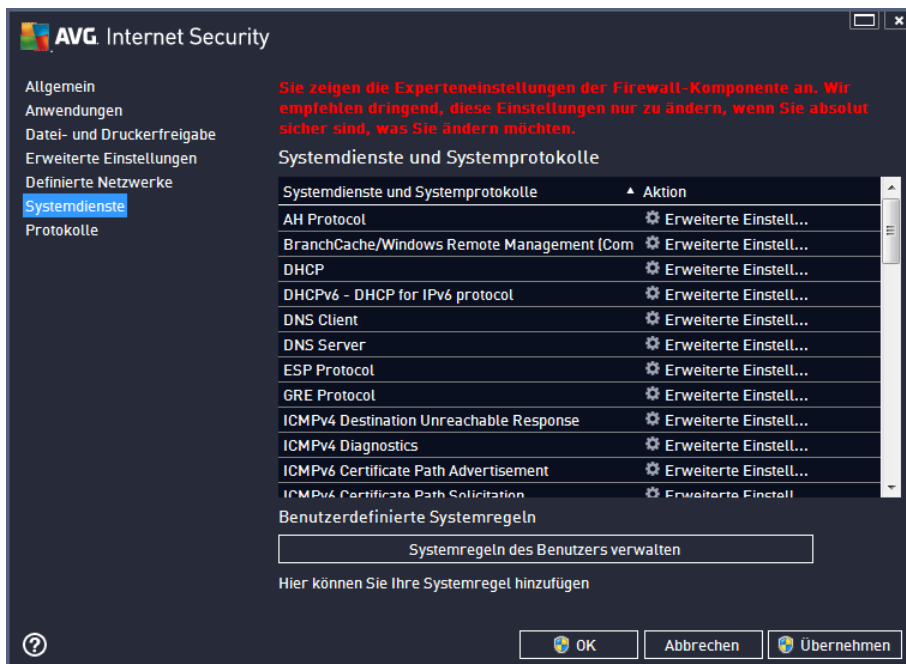 AVG. Internet Security
Allgemein
Anwendungen
Datei- und Druckerfreigabe
Erweiterte Einstellungen
Definierte Netzwerke
Systemdienste
Protokolle
Sie zeigen die Experteneinstellungen der Firewall-Komponente an. Wir
empfehlen dringend, diese Einstellungen nur zu ändern, wenn Sie absolut
sicher sind, was Sie ändern möchten.
Systemdienste und Systemprotokolle
Systemdienste und Systemprotokolle Aktion
AH Protocol Erweiterte Einstell...
BranchCache/Windows Remote Management (Com Erweiterte Einstell...
DHCP Erweiterte Einstell...
DHCPv6 - DHCP for IPv6 protocol Erweiterte Einstell...
DNS Client Erweiterte Einstell...
DNS Server Erweiterte Einstell...
ESP Protocol Erweiterte Einstell...
GRE Protocol Erweiterte Einstell...
ICMPv4 Destination Unreachable Response Erweiterte Einstell...
ICMPv4 Diagnostics Erweiterte Einstell...
ICMPv6 Certificate Path Advertisement Erweiterte Einstell...
ICMPv6 Certificate Path Solicitation Erweiterte Einstell...
Benutzerdefinierte Systemregeln
Systemregeln des Benutzers verwalten
Hier können Sie Ihre Systemregel hinzufügen
OK Abbrechen Übernehmen